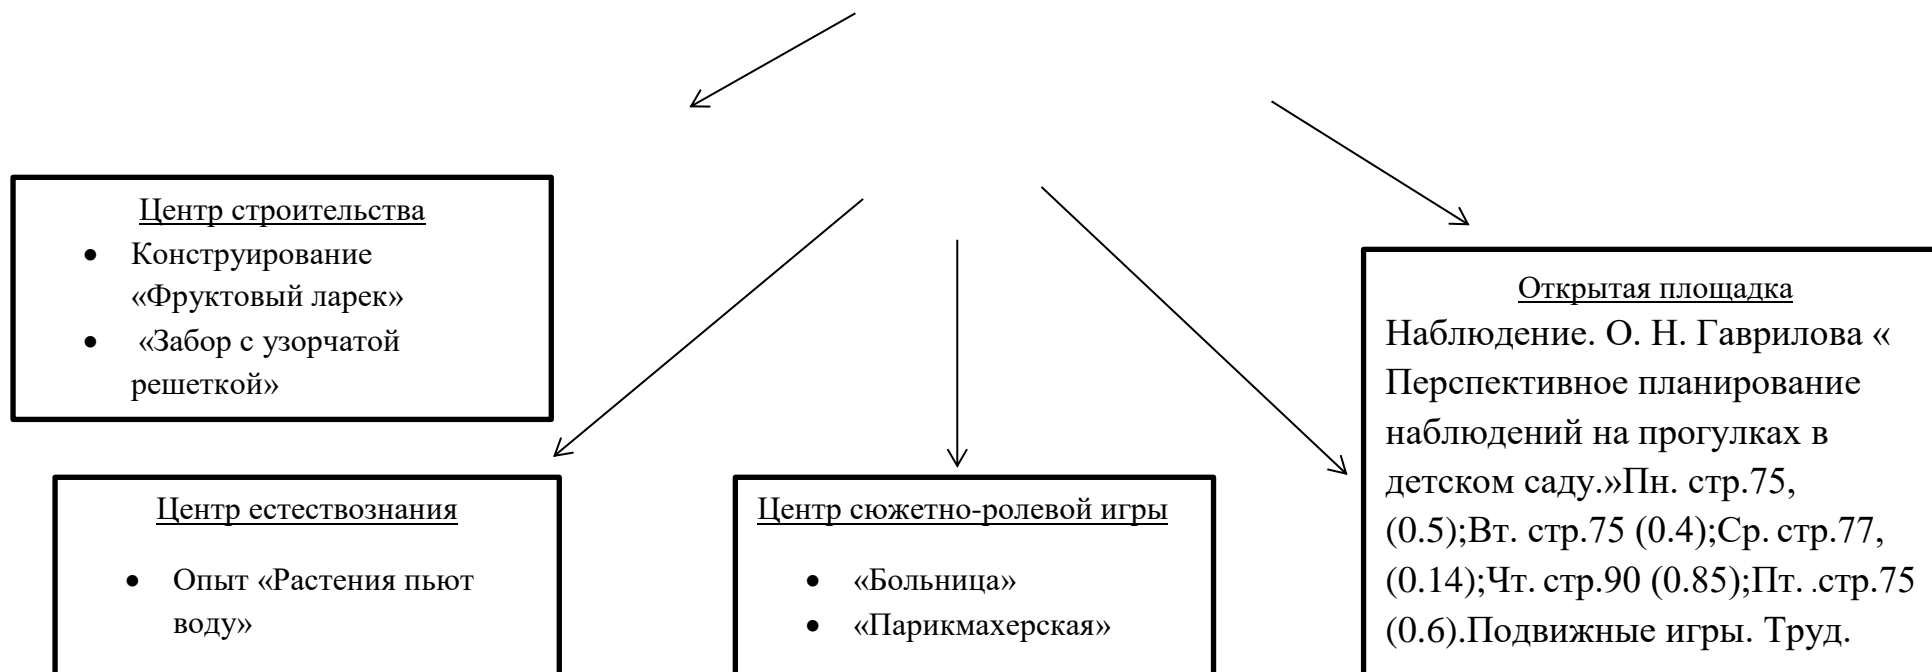 Центр строительства
• Конструирование
«Фруктовый ларек»
• «Забор с узорчатой
решеткой»
Открытая площадка
Наблюдение. О. Н. Гаврилова «
Перспективное планирование
наблюдений на прогулках в
детском саду.»Пн. стр.75,
(0.5);Вт. стр.75 (0.4);Ср. стр.77,
(0.14);Чт. стр.90 (0.85);Пт. .стр.75
(0.6).Подвижные игры. Труд.
Центр естествознания
• Опыт «Растения пьют
воду»
Центр сюжетно-ролевой игры
• «Больница»
• «Парикмахерская»